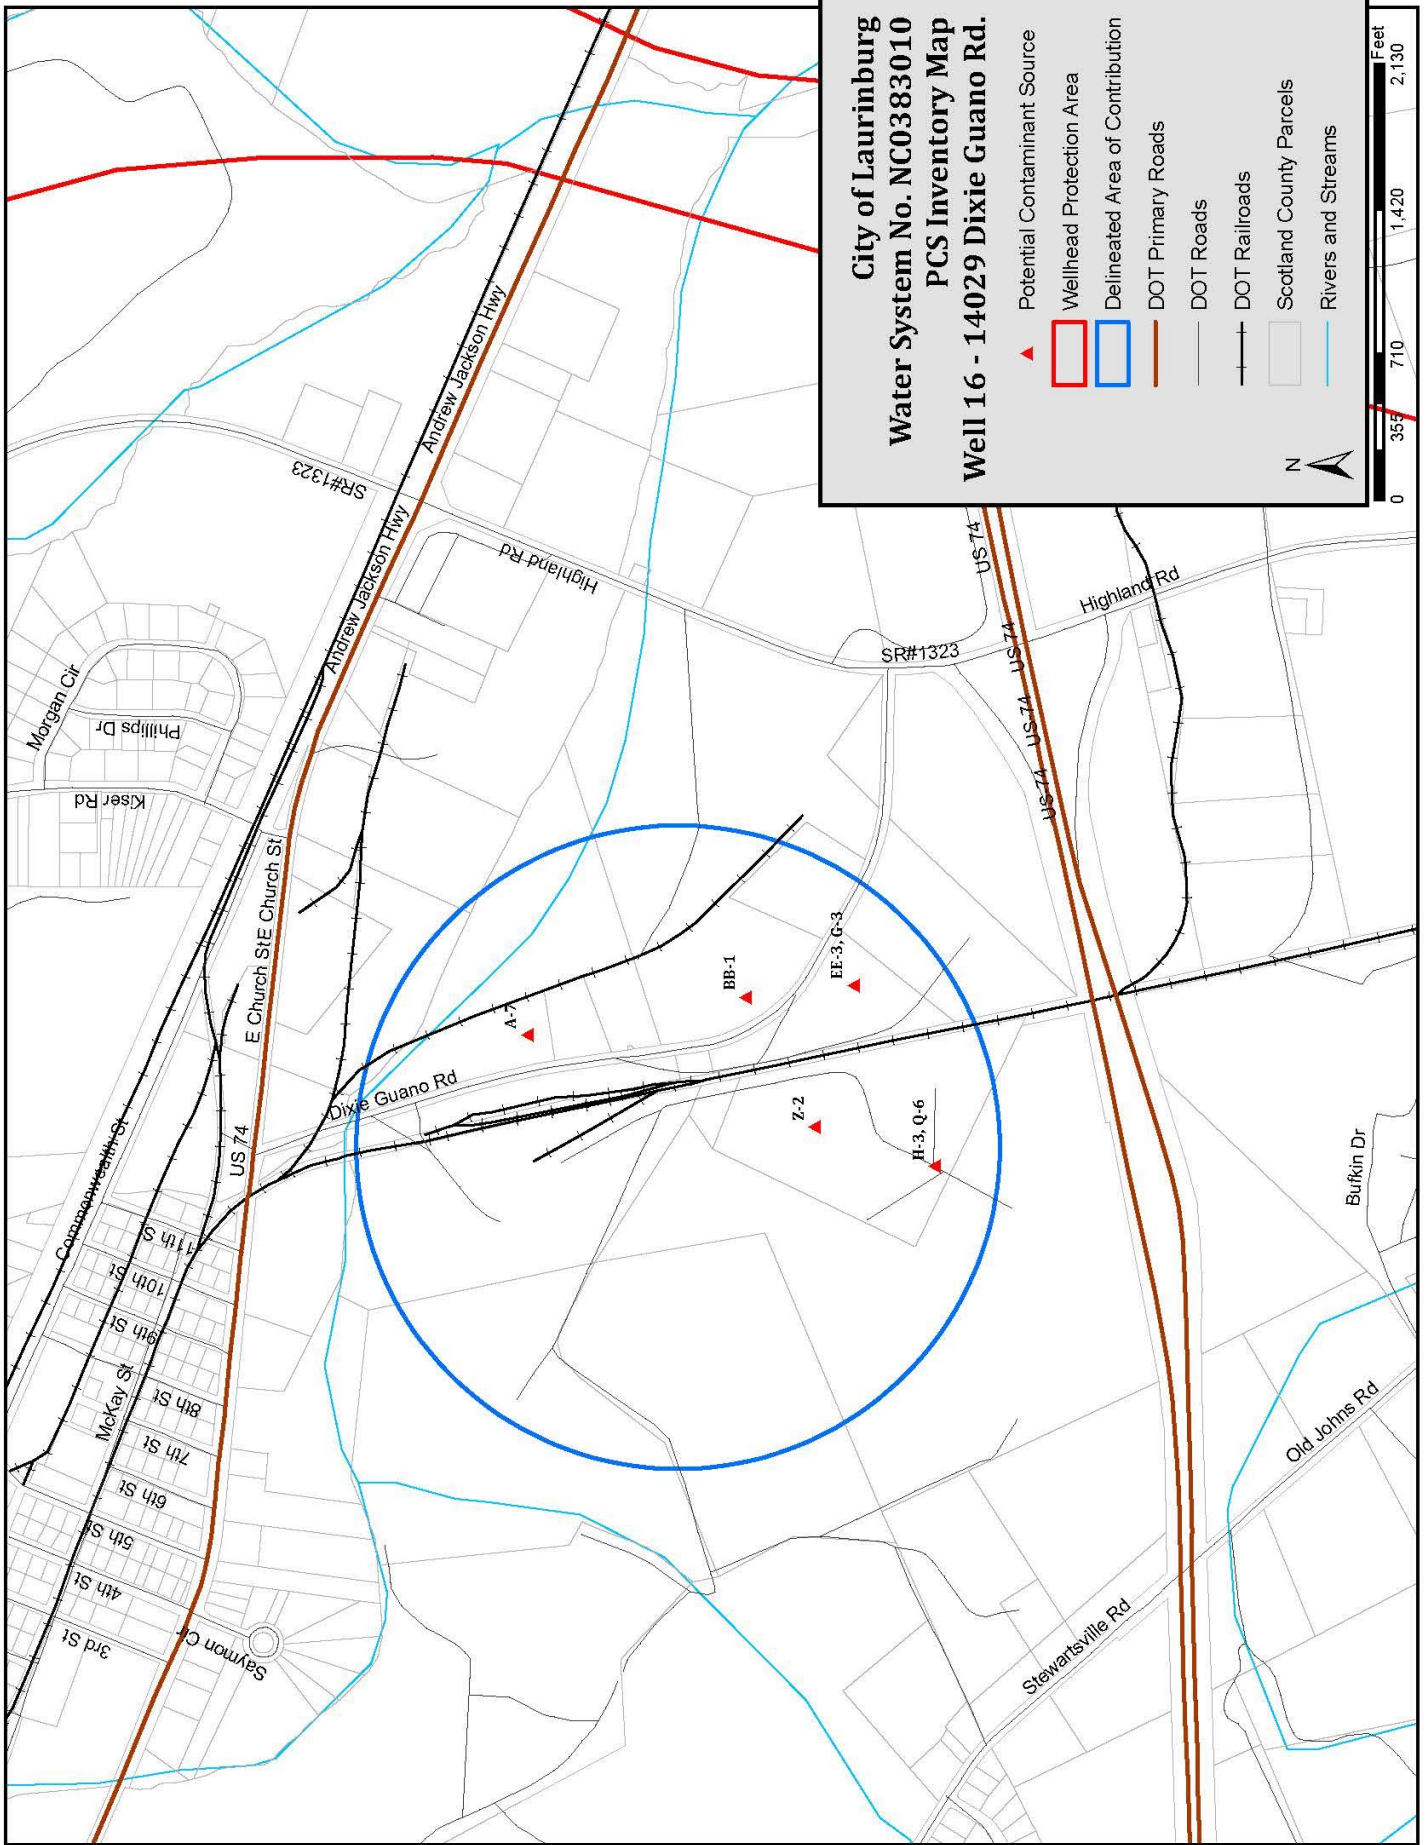 City of Laurinburg
Water System No. NC0383010
PCS Inventory Map
Well 16 - 14029 Dixie Guano Rd.
Potential Contaminant Source
Wellhead Protection Area
Delineated Area of Contribution
DOT Primary Roads
DOT Roads
DOT Railroads
Scotland County Parcels
Rivers and Streams
N
0 355 710 1,420 2,130
Feet
3rd St
4th St
5th St
6th St
7th St
8th St
9th St
10th St
11th S
McKay St
Commonwealth St
Saymon Cir
US 74
E Church St
E Church St
Kiser Rd
Morgan Cir
Phillips Dr
Andrew Jackson Hwy
Andrew Jackson Hwy
SR#1323
Highland Rd
Dixie Guano Rd
A-7
BB-1
EE-3, G-3
Z-2
H-3, Q-6
SR#1323
US 74
US 74
US 74
US 74
Highland Rd
Stewartsville Rd
Old Johns Rd
Bufkin Dr